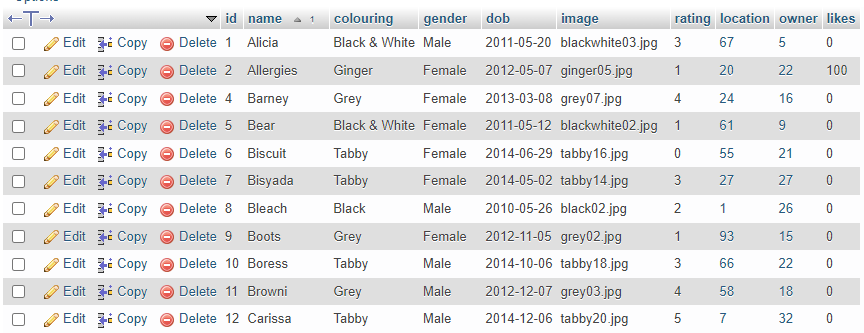 id name 1 colouring gender dob image rating location owner likes
Edit Copy Delete 1 Alicia Black & White Male 2011-05-20 blackwhite03.jpg 3 67 5 0
Edit Copy Delete 2 Allergies Ginger Female 2012-05-07 ginger05.jpg 1 20 22 100
Edit Copy Delete 4 Barney Grey Female 2013-03-08 grey07.jpg 4 24 16 0
Edit Copy Delete 5 Bear Black & White Female 2011-05-12 blackwhite02.jpg 1 61 9 0
Edit Copy Delete 6 Biscuit Tabby Female 2014-06-29 tabby16.jpg 0 55 21 0
Edit Copy Delete 7 Bisyada Tabby Female 2014-05-02 tabby14.jpg 3 27 27 0
Edit Copy Delete 8 Bleach Black Male 2010-05-26 black02.jpg 2 1 26 0
Edit Copy Delete 9 Boots Grey Female 2012-11-05 grey02.jpg 1 93 15 0
Edit Copy Delete 10 Boress Tabby Male 2014-10-06 tabby18.jpg 3 66 22 0
Edit Copy Delete 11 Browni Grey Male 2012-12-07 grey03.jpg 4 58 18 0
Edit Copy Delete 12 Carissa Tabby Male 2014-12-06 tabby20.jpg 5 7 32 0